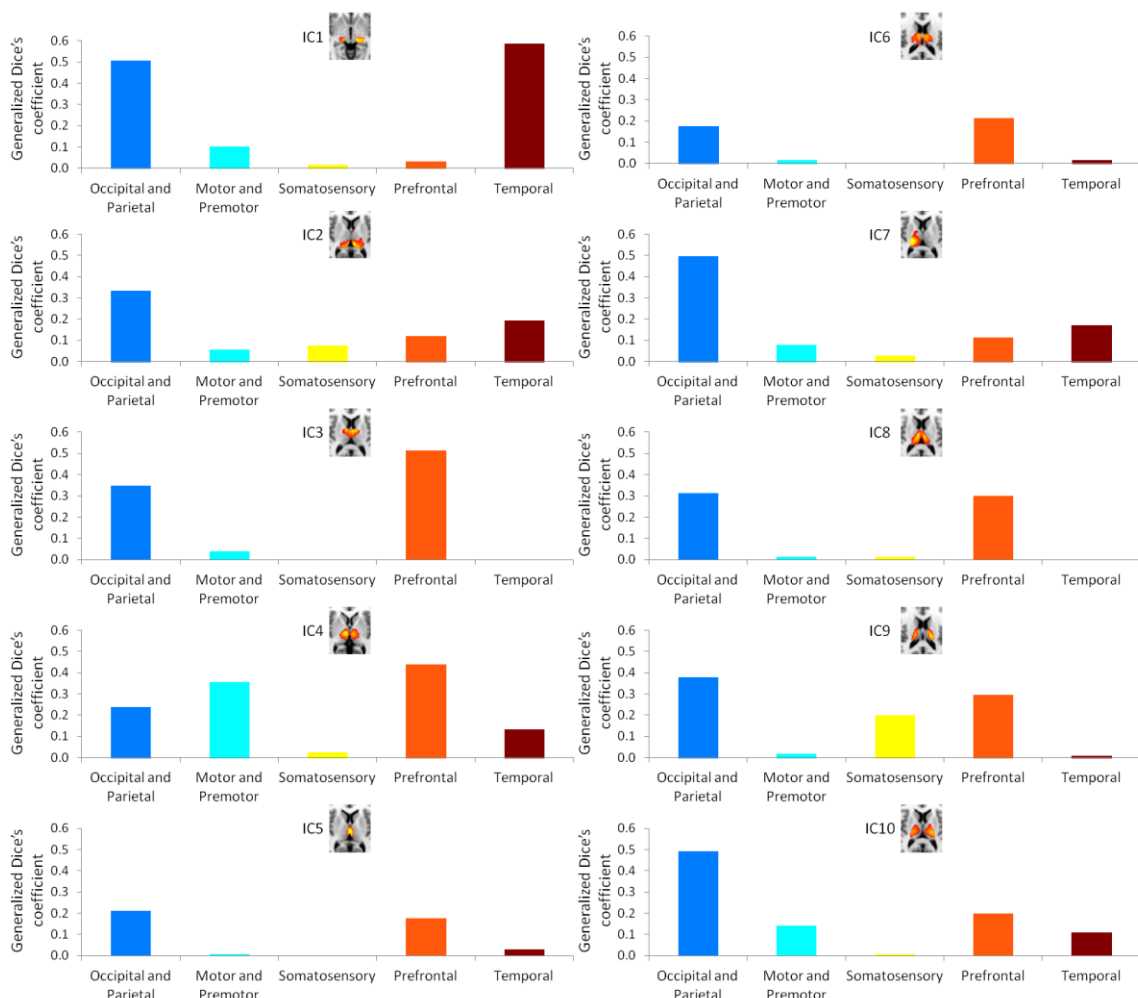 IC1
Generalized Dice's
coefficient
0.6
0.5
0.4
0.3
0.2
0.1
0.0
Occipital and
Parietal
Motor and
Premotor
Somatosensory
Prefrontal
Temporal
IC6
Generalized Dice's
coefficient
0.6
0.5
0.4
0.3
0.2
0.1
0.0
Occipital and
Parietal
Motor and
Premotor
Somatosensory
Prefrontal
Temporal
IC2
Generalized Dice's
coefficient
0.6
0.5
0.4
0.3
0.2
0.1
0.0
Occipital and
Parietal
Motor and
Premotor
Somatosensory
Prefrontal
Temporal
IC7
Generalized Dice's
coefficient
0.6
0.5
0.4
0.3
0.2
0.1
0.0
Occipital and
Parietal
Motor and
Premotor
Somatosensory
Prefrontal
Temporal
IC3
Generalized Dice's
coefficient
0.6
0.5
0.4
0.3
0.2
0.1
0.0
Occipital and
Parietal
Motor and
Premotor
Somatosensory
Prefrontal
Temporal
IC8
Generalized Dice's
coefficient
0.6
0.5
0.4
0.3
0.2
0.1
0.0
Occipital and
Parietal
Motor and
Premotor
Somatosensory
Prefrontal
Temporal
IC4
Generalized Dice's
coefficient
0.6
0.5
0.4
0.3
0.2
0.1
0.0
Occipital and
Parietal
Motor and
Premotor
Somatosensory
Prefrontal
Temporal
IC9
Generalized Dice's
coefficient
0.6
0.5
0.4
0.3
0.2
0.1
0.0
Occipital and
Parietal
Motor and
Premotor
Somatosensory
Prefrontal
Temporal
IC5
Generalized Dice's
coefficient
0.6
0.5
0.4
0.3
0.2
0.1
0.0
Occipital and
Parietal
Motor and
Premotor
Somatosensory
Prefrontal
Temporal
IC10
Generalized Dice's
coefficient
0.6
0.5
0.4
0.3
0.2
0.1
0.0
Occipital and
Parietal
Motor and
Premotor
Somatosensory
Prefrontal
Temporal